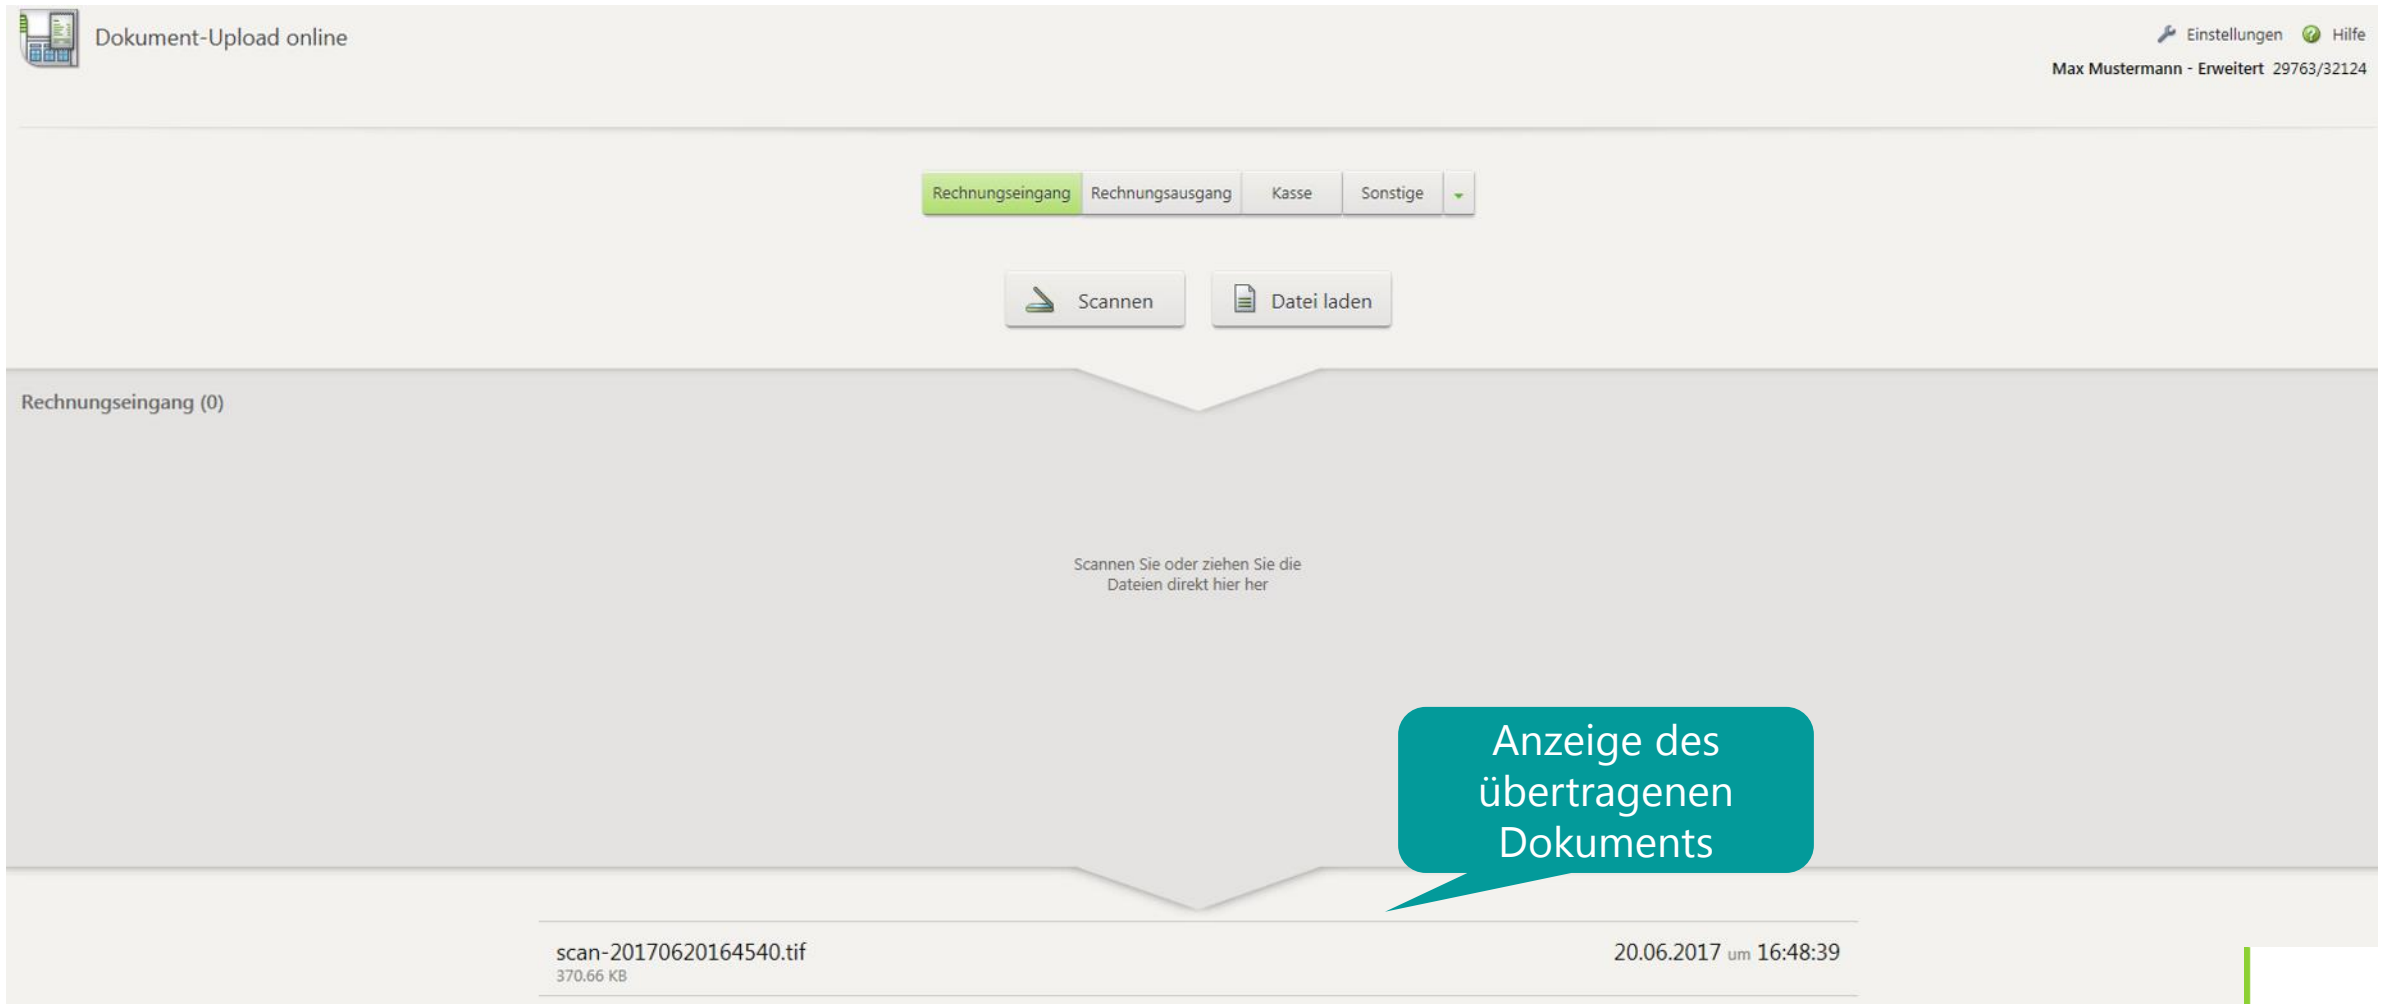 Dokument-Upload online
Einstellungen Hilfe
Max Mustermann - Erweitert 29763/32124
Rechnungseingang Rechnungsausgang Kasse Sonstige
Scannen Datei laden
Rechnungseingang (0)
Scannen Sie oder ziehen Sie die
Dateien direkt hier her
Anzeige des
übertragenen
Dokuments
scan-20170620164540.tif 20.06.2017 um 16:48:39
370.66 KB